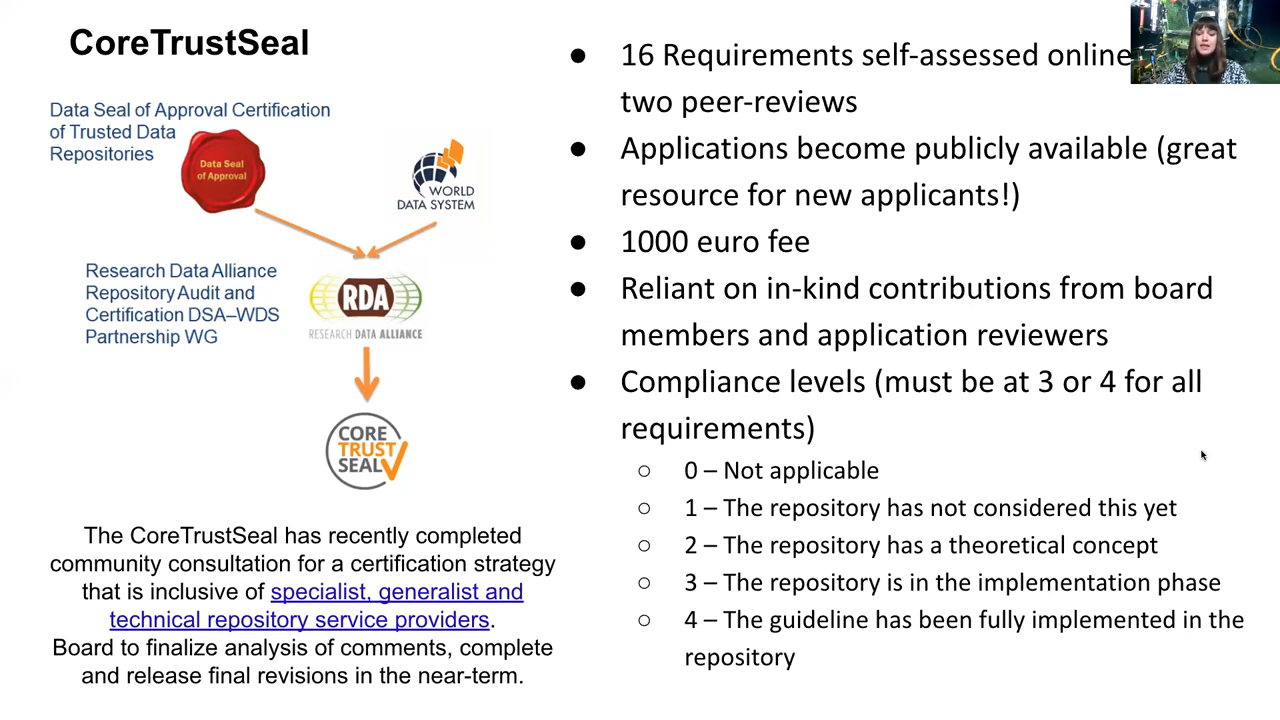 CoreTrustSeal
Data Seal of Approval Certification
of Trusted Data
Repositories
Data Seal
of Approval
WORLD
DATA SYSTEM
Research Data Alliance
Repository Audit and
Certification DSA–WDS
Partnership WG
RDA
RESEARCH DATA ALLIANCE
CORE
TRUST
SEAL
The CoreTrustSeal has recently completed
community consultation for a certification strategy
that is inclusive of specialist, generalist and
technical repository service providers.
Board to finalize analysis of comments, complete
and release final revisions in the near-term.
● 16 Requirements self-assessed online
two peer-reviews
● Applications become publicly available (great
resource for new applicants!)
● 1000 euro fee
● Reliant on in-kind contributions from board
members and application reviewers
● Compliance levels (must be at 3 or 4 for all
requirements)
○ 0 – Not applicable
○ 1 – The repository has not considered this yet
○ 2 – The repository has a theoretical concept
○ 3 – The repository is in the implementation phase
○ 4 – The guideline has been fully implemented in the
repository